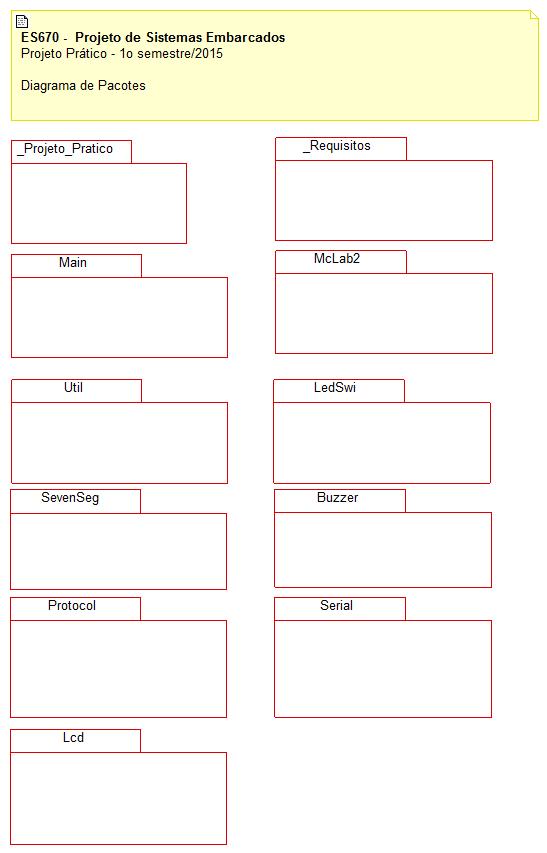 ES670 - Projeto de Sistemas Embarcados
Projeto Prático - 1o semestre/2015
Diagrama de Pacotes
_Projeto_Pratico
_Requisitos
Main
McLab2
Util
LedSwi
SevenSeg
Buzzer
Protocol
Serial
Lcd